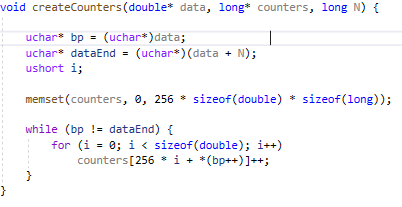 void createCounters(double* data, long* counters, long N) {
uchar* bp = (uchar*)data;
uchar* dataEnd = (uchar*)(data + N);
ushort i;
memset(counters, 0, 256 * sizeof(double) * sizeof(long));
while (bp != dataEnd) {
for (i = 0; i < sizeof(double); i++)
counters[256 * i + *(bp++)]++;
}
}